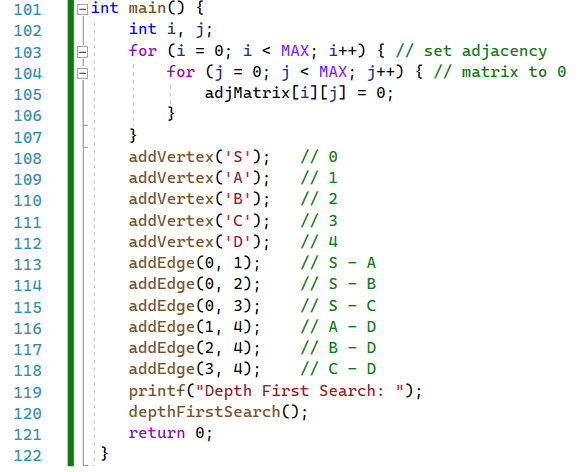 101 int main() {
102 int i, j;
103 for (i = 0; i < MAX; i++) { // set adjacency
104 for (j = 0; j < MAX; j++) { // matrix to 0
105 adjMatrix[i][j] = 0;
106 }
107 }
108 addVertex('S'); // 0
109 addVertex('A'); // 1
110 addVertex('B'); // 2
111 addVertex('C'); // 3
112 addVertex('D'); // 4
113 addEdge(0, 1); // S - A
114 addEdge(0, 2); // S - B
115 addEdge(0, 3); // S - C
116 addEdge(1, 4); // A - D
117 addEdge(2, 4); // B - D
118 addEdge(3, 4); // C - D
119 printf("Depth First Search: ");
120 depthFirstSearch();
121 return 0;
122 }